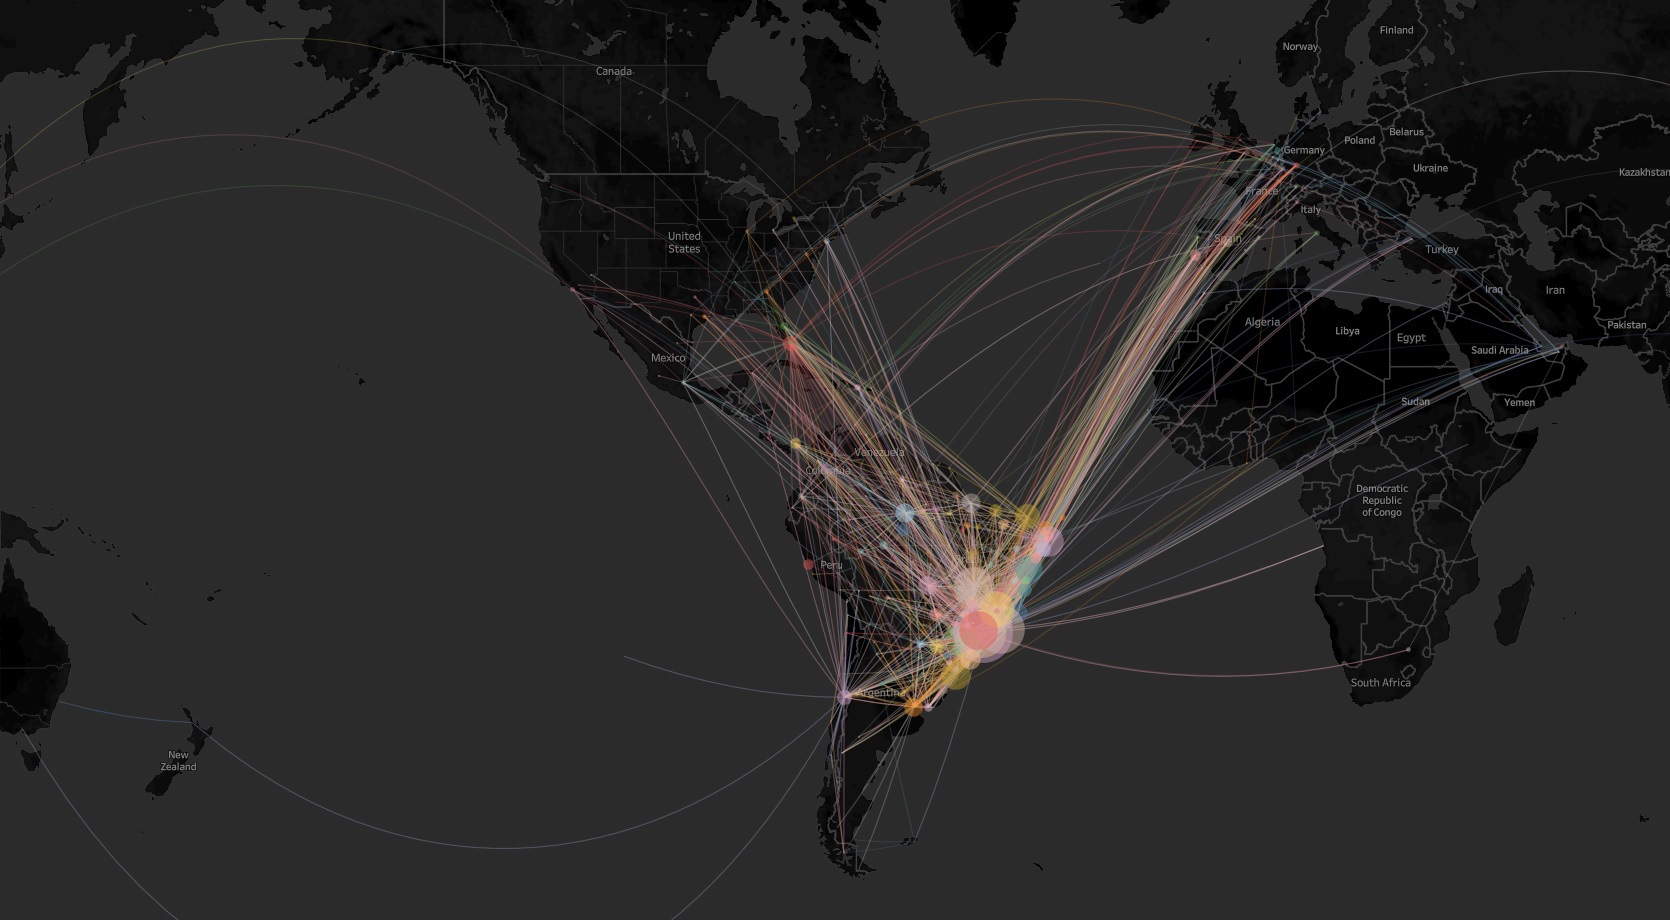 Finland
Norway
Canada
Belarus
Poland
Germany
Ukraine
Kazakhstan
France
Italy
United
States
Spain
Turkey
Iraq
Iran
Algeria
Libya
Egypt
Pakistan
Saudi Arabia
Mexico
Sudan
Yemen
Venezuela
Colombia
Democratic
Republic
of Congo
Peru
South Africa
Argentina
New
Zealand